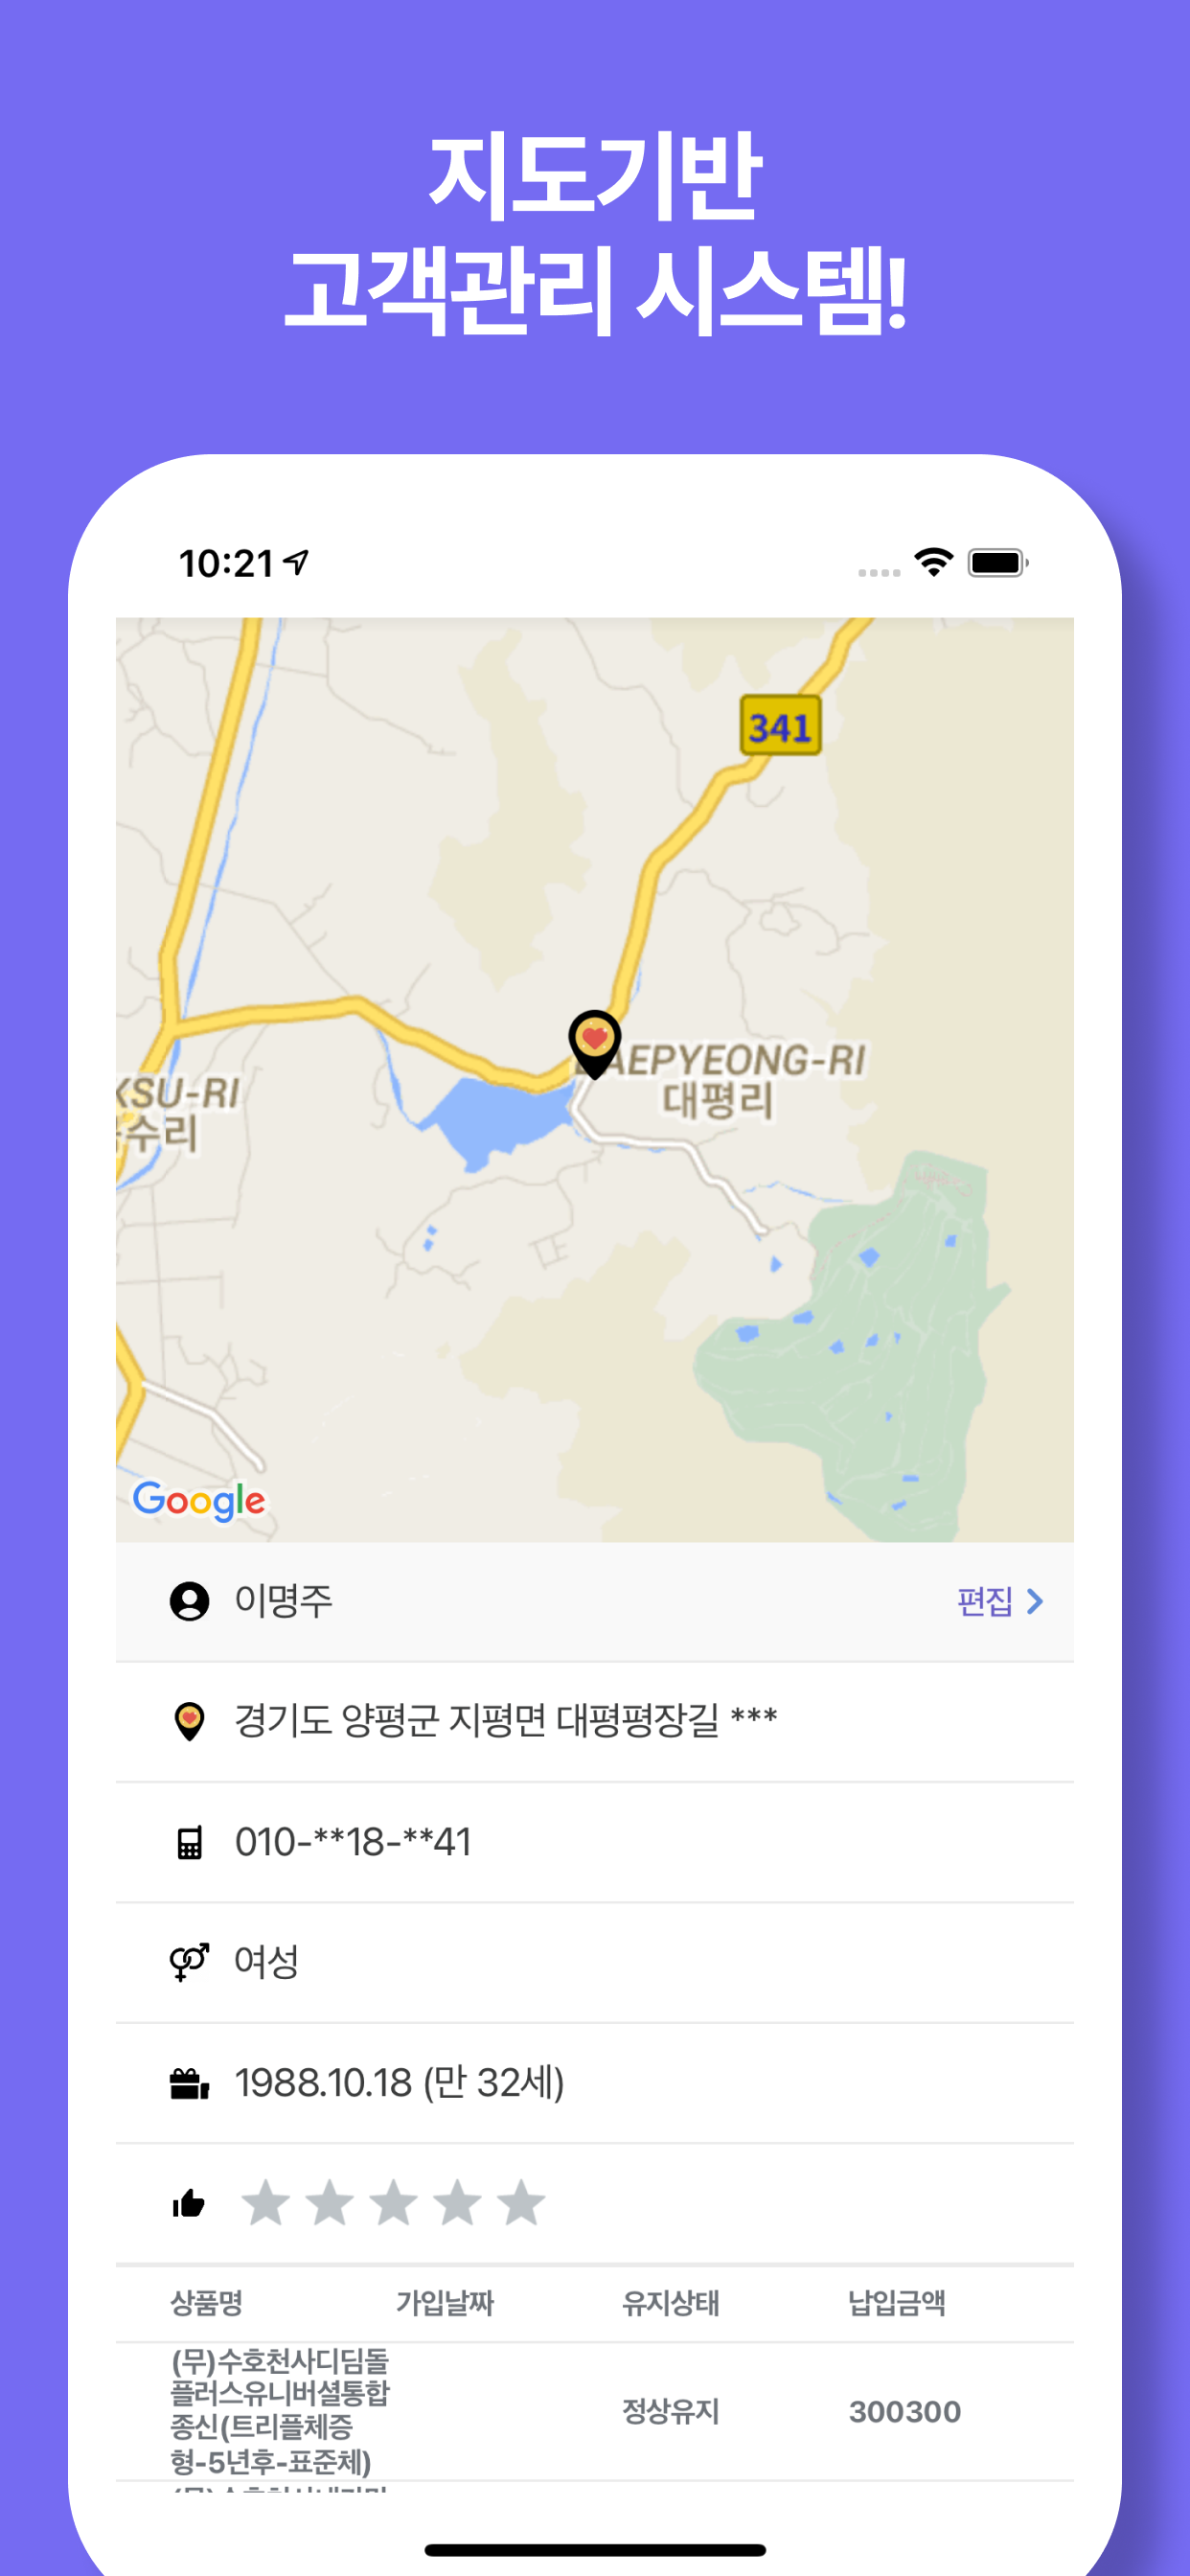 지도기반
고객관리 시스템!
10:21
341
DAEPYEONG-RI
대평리
KSU-RI
수리
Google
이명주
편집
경기도 양평군 지평면 대평평장길 ***
010-**18-**41
여성
1988.10.18 (만 32세)
상품명 가입날짜 유지상태 납입금액
(무)수호천사디딤돌
플러스유니버셜통합
종신(트리플체증
형-5년후-표준체)
정상유지 300300